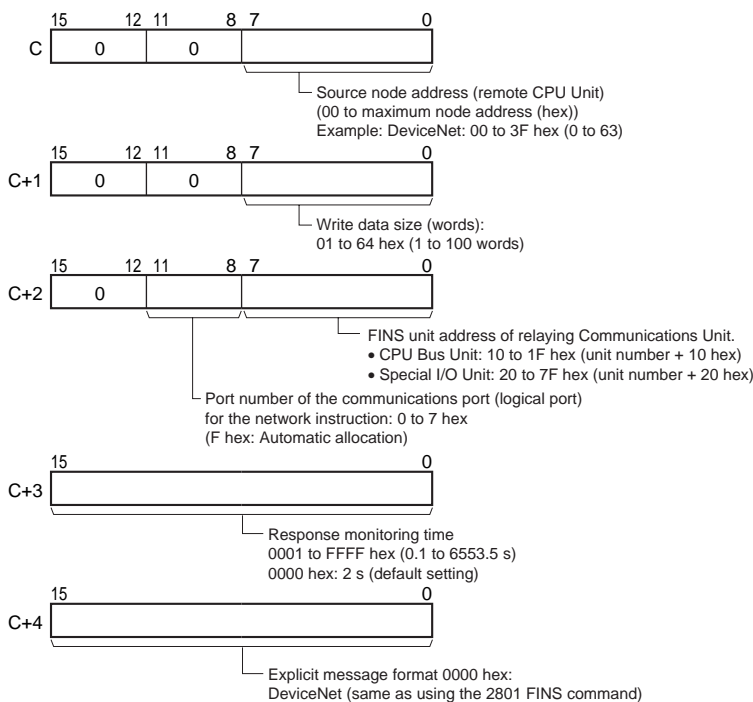 15 12 11 8 7 0
C 0 0
Source node address (remote CPU Unit)
(00 to maximum node address (hex))
Example: DeviceNet: 00 to 3F hex (0 to 63)
15 12 11 8 7 0
C+1 0 0
Write data size (words):
01 to 64 hex (1 to 100 words)
15 12 11 8 7 0
C+2 0
FINS unit address of relaying Communications Unit.
• CPU Bus Unit: 10 to 1F hex (unit number + 10 hex)
• Special I/O Unit: 20 to 7F hex (unit number + 20 hex)
Port number of the communications port (logical port)
for the network instruction: 0 to 7 hex
(F hex: Automatic allocation)
15 0
C+3
Response monitoring time
0001 to FFFF hex (0.1 to 6553.5 s)
0000 hex: 2 s (default setting)
15 0
C+4
Explicit message format 0000 hex:
DeviceNet (same as using the 2801 FINS command)